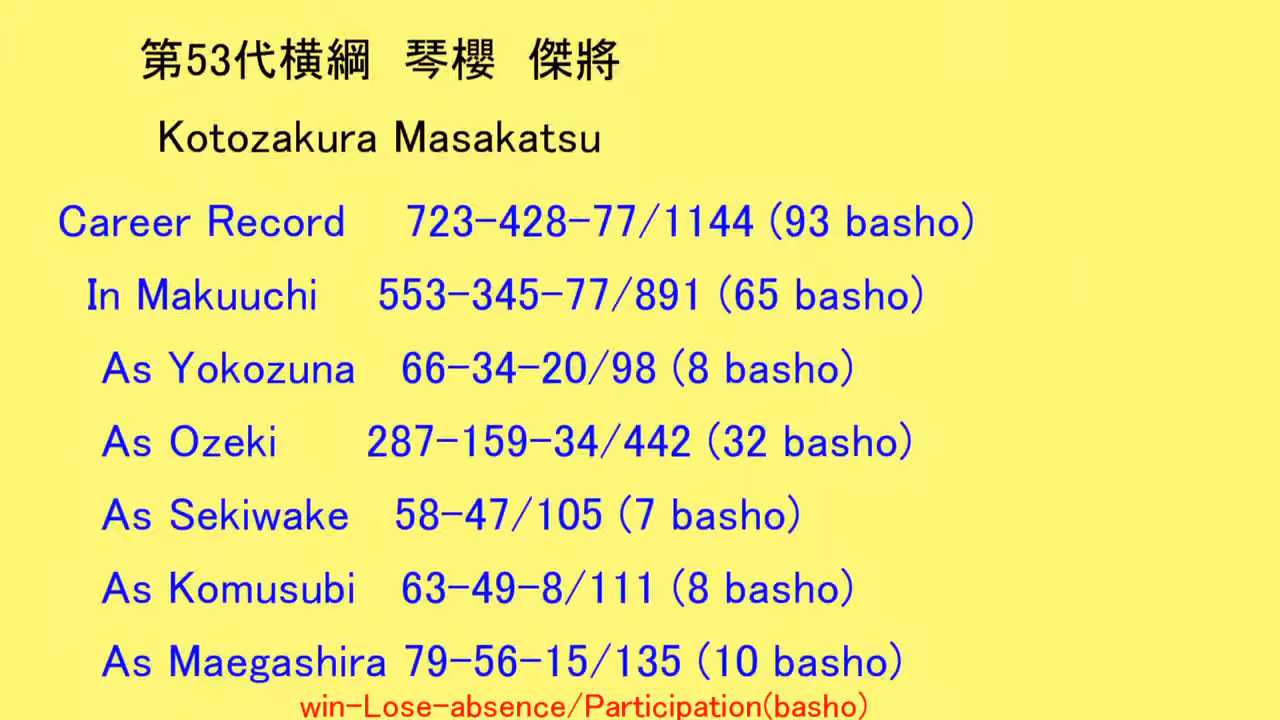 第53代横綱 琴櫻 傑將
Kotozakura Masakatsu
Career Record 723-428-77/1144 (93 basho)
In Makuuchi 553-345-77/891 (65 basho)
As Yokozuna 66-34-20/98 (8 basho)
As Ozeki 287-159-34/442 (32 basho)
As Sekiwake 58-47/105 (7 basho)
As Komusubi 63-49-8/111 (8 basho)
As Maegashira 79-56-15/135 (10 basho)
win-Lose-absence/Participation(basho)